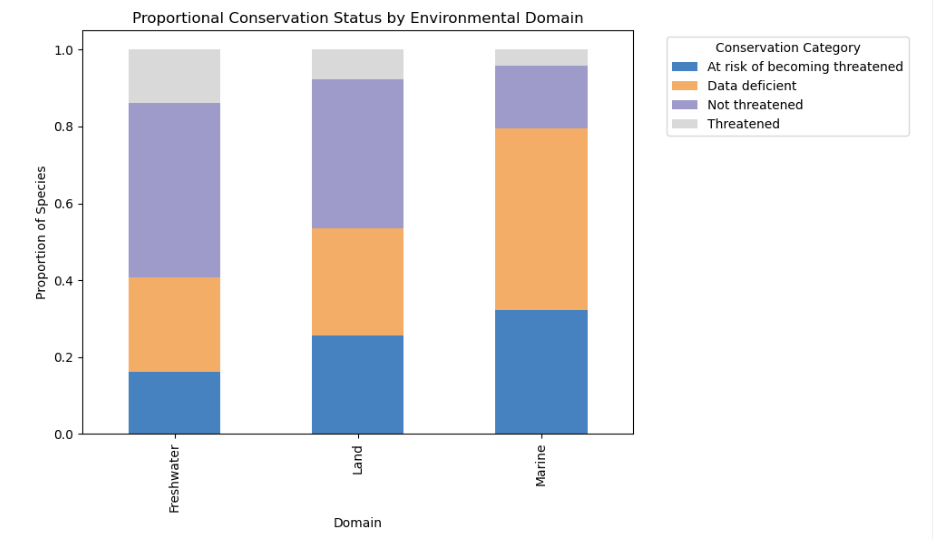 Proportional Conservation Status by Environmental Domain
Conservation Category
At risk of becoming threatened
Data deficient
Not threatened
Threatened
Proportion of Species
1.0
0.8
0.6
0.4
0.2
0.0
Freshwater
Land
Marine
Domain